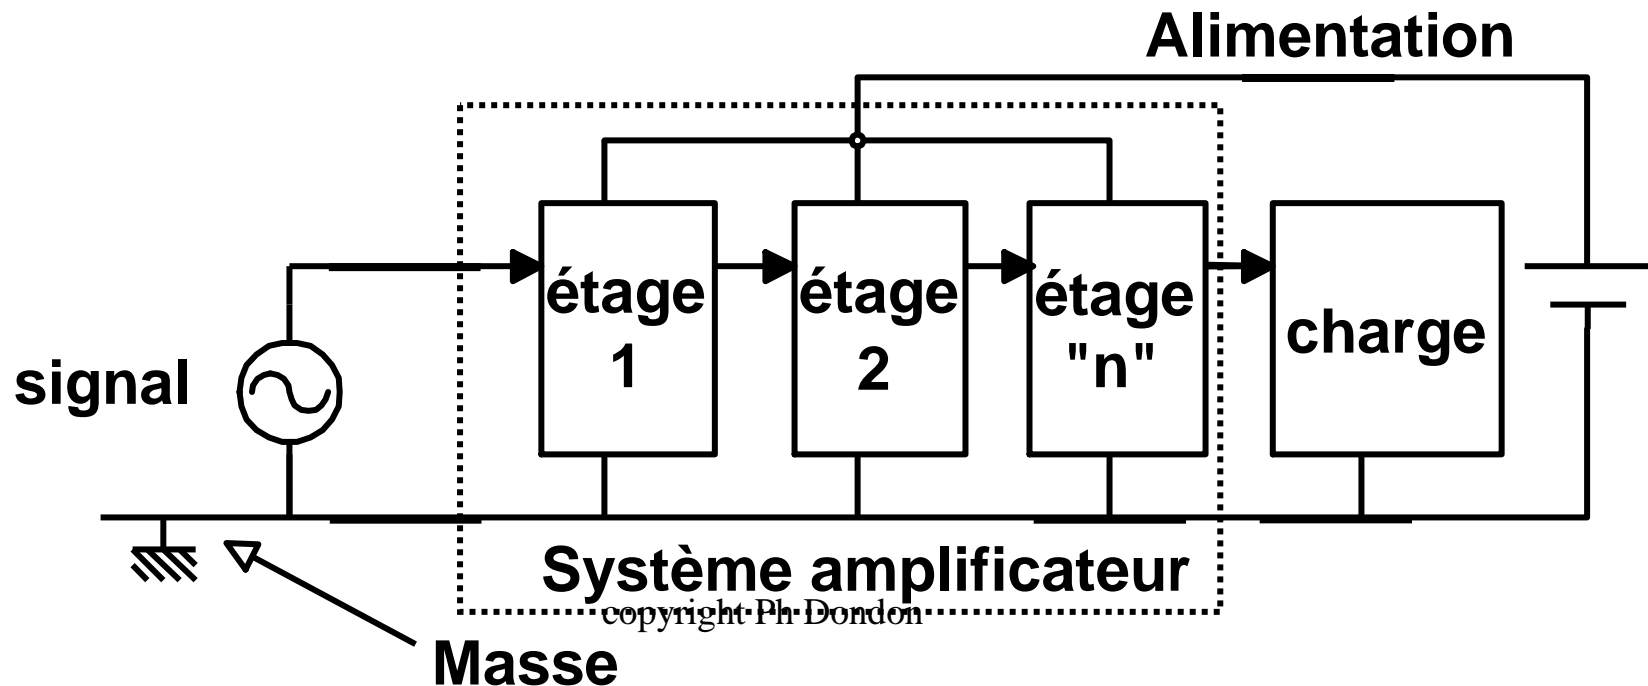 Alimentation
signal
étage
1
étage
2
étage
"n"
charge
Système amplificateur
copyright Ph Dondon
Masse